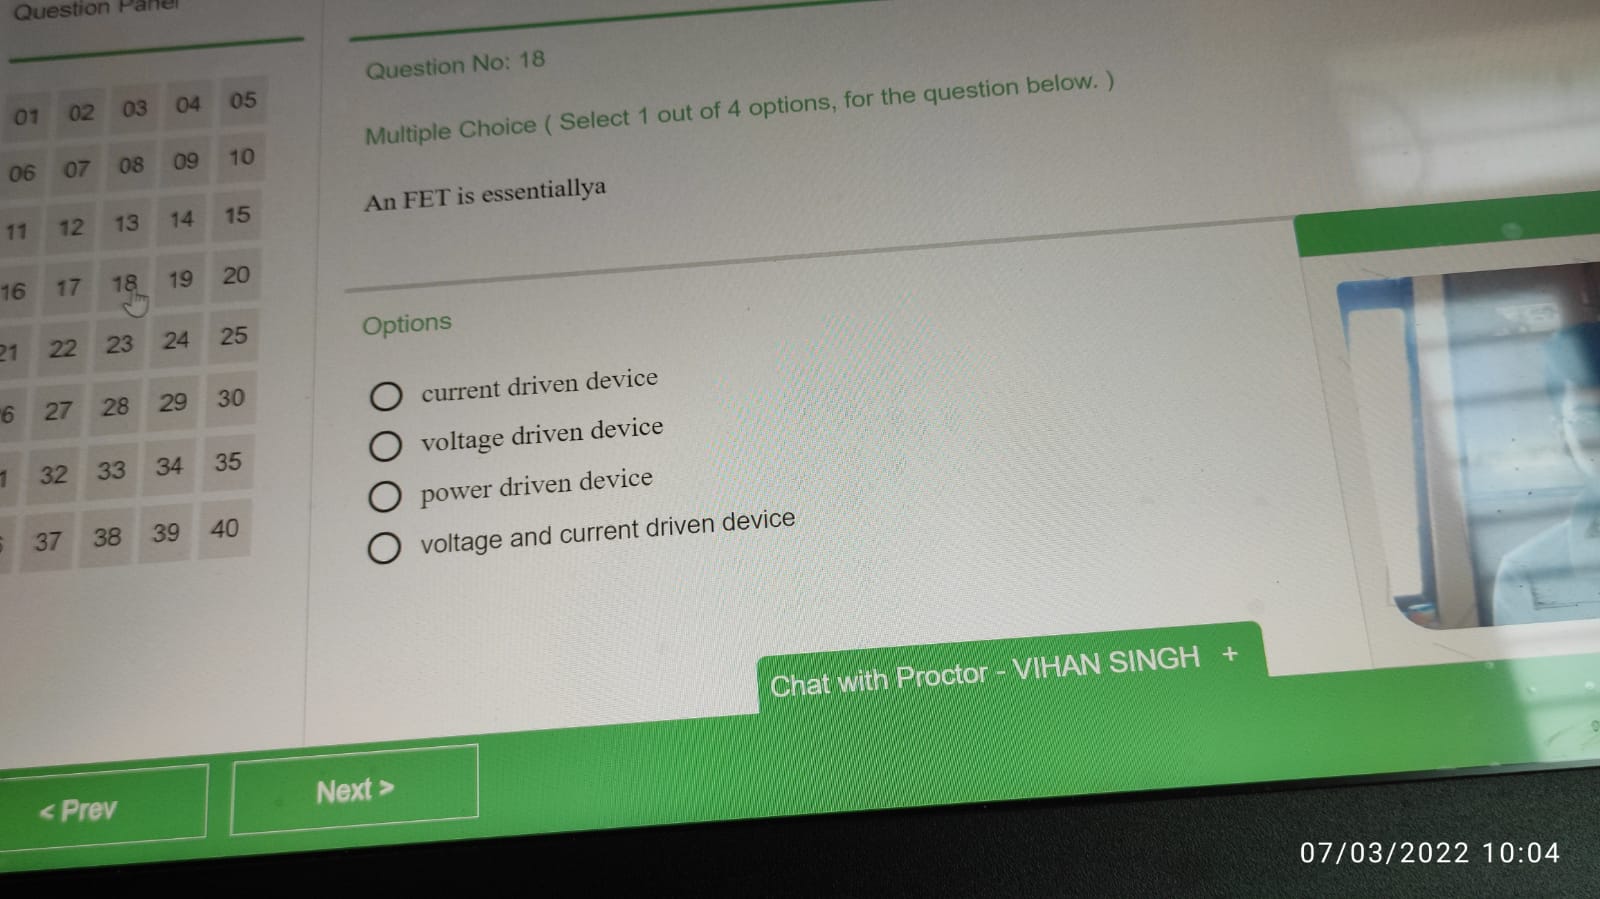 Question Panel
01 02 03 04 05
06 07 08 09 10
11 12 13 14 15
16 17 18 19 20
21 22 23 24 25
6 27 28 29 30
1 32 33 34 35
37 38 39 40
Question No: 18
Multiple Choice ( Select 1 out of 4 options, for the question below. )
An FET is essentiallya
Options
current driven device
voltage driven device
power driven device
voltage and current driven device
Chat with Proctor - VIHAN SINGH +
< Prev
Next >
07/03/2022 10:04